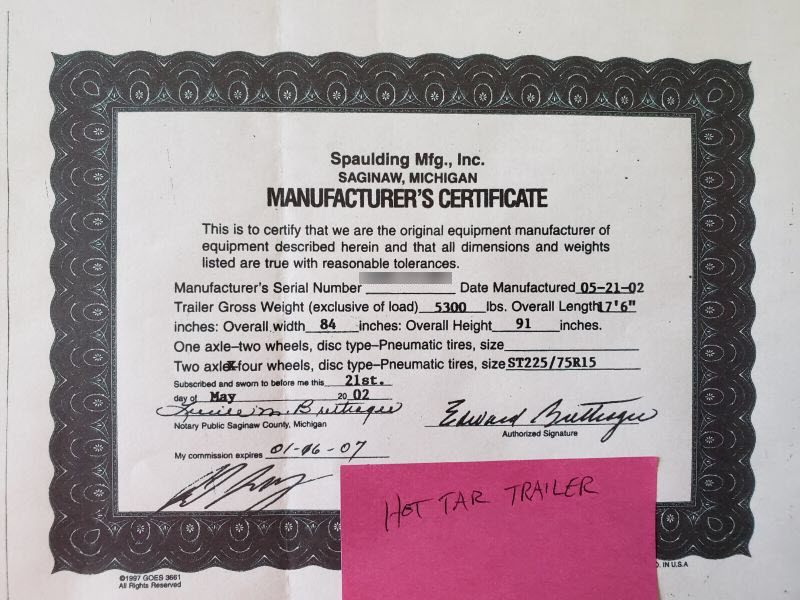 Spaulding Mfg., Inc.
SAGINAW, MICHIGAN
MANUFACTURER'S CERTIFICATE
This is to certify that we are the original equipment manufacturer of
equipment described herein and that all dimensions and weights
listed are true with reasonable tolerances.
Manufacturer's Serial Number Date Manufactured 05-21-02
Trailer Gross Weight (exclusive of load) 5300 lbs. Overall Length 17'6"
inches: Overall width 84 inches: Overall Height 91 inches.
One axle–two wheels, disc type–Pneumatic tires, size
Two axle X four wheels, disc type–Pneumatic tires, size ST225/75R15
Subscribed and sworn to before me this 21st.
day of May 20 02
Notary Public Saginaw County, Michigan
Edward
Authorized Signature
My commission expires 01-06-07
HOT TAR TRAILER
©1997 GOES 3661
All Rights Reserved
IN U.S.A